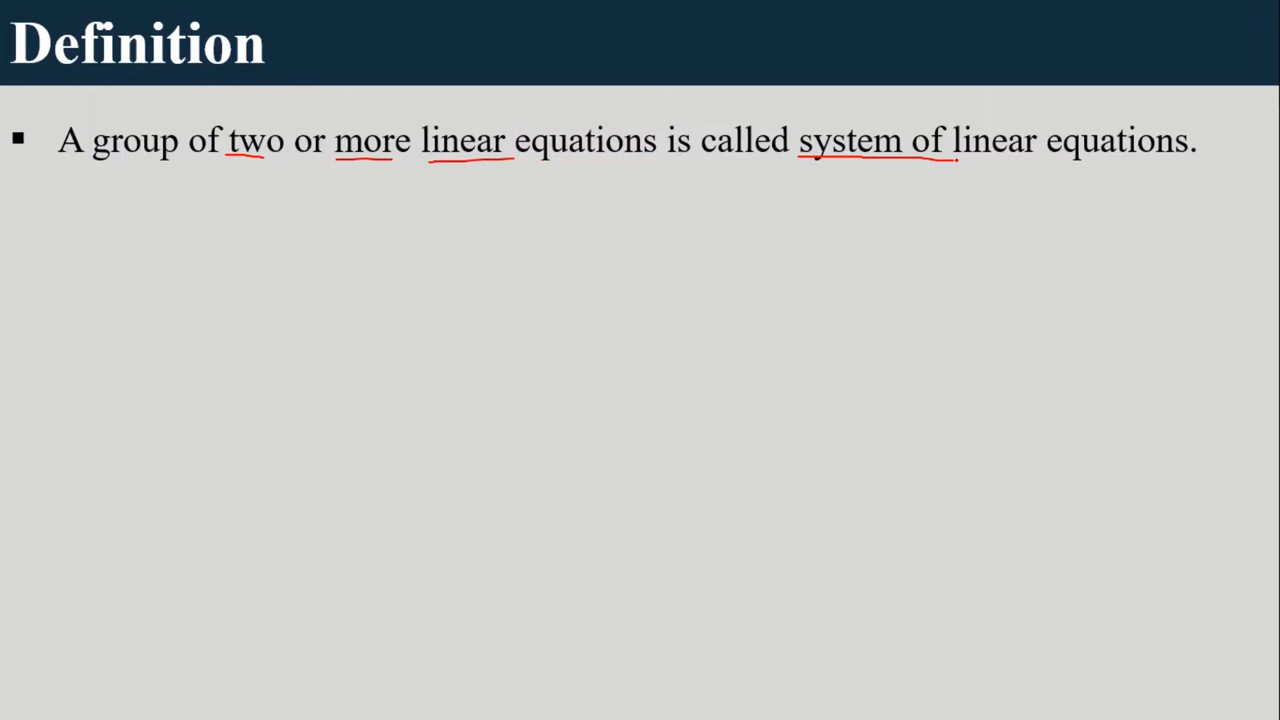 Definition
▪ A group of two or more linear equations is called system of linear equations.